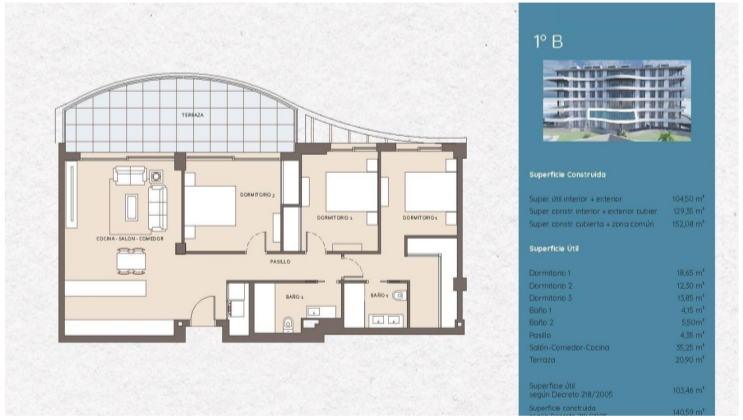 1º B
TERRAZA
DORMITORIO 3
DORMITORIO 2
DORMITORIO 1
COCINA - SALON - COMEDOR
PASILLO
BAÑO 2
BAÑO 1
Superficie Construida
Super. útil interior + exterior 104,50 m²
Super. constr. interior + exterior cubier 129,35 m²
Super. constr. cubierta + zona común 152,08 m²
Superficie Útil
Dormitorio 1 18,65 m²
Dormitorio 2 12,30 m²
Dormitorio 3 13,85 m²
Baño 1 4,15 m²
Baño 2 5,50m²
Pasillo 4,35 m²
Salón-Comedor-Cocina 35,25 m²
Terraza 20,90 m²
Superficie útil
según Decreto 218/2005 103,46 m²
Superficie construida
140,59 m²